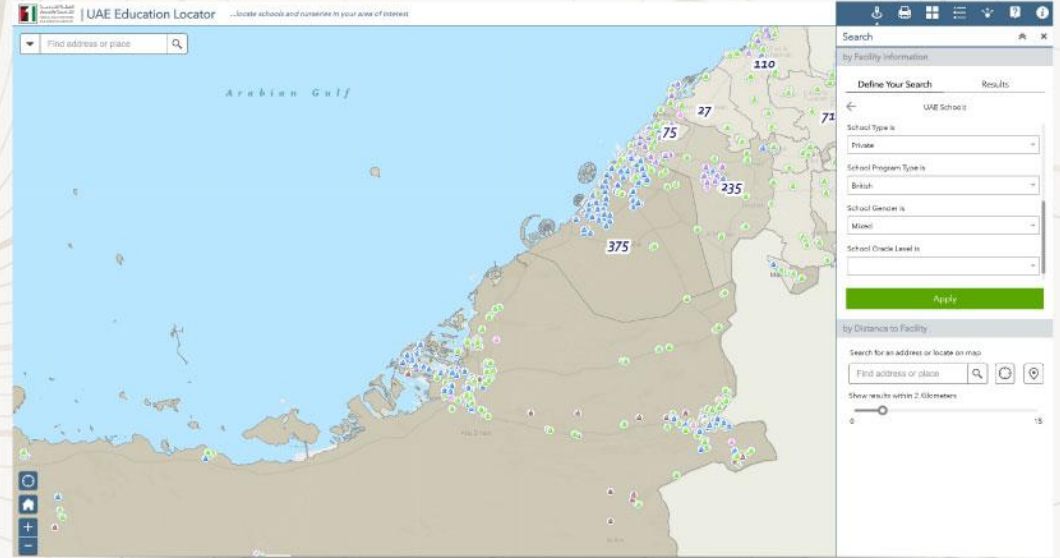 UAE Education Locator
...locate schools and nurseries in your area of interest
Find address or place
Arabian Gulf
110
27
71
75
235
375
Abu Dhabi
Search
by Facility Information
Define Your Search
Results
UAE Schools
School Type is
Private
School Program Type is
British
School Gender is
Mixed
School Grade Level is
Apply
by Distance to Facility
Search for an address or locate on map
Find address or place
Show results within 2 Kilometers
0
15